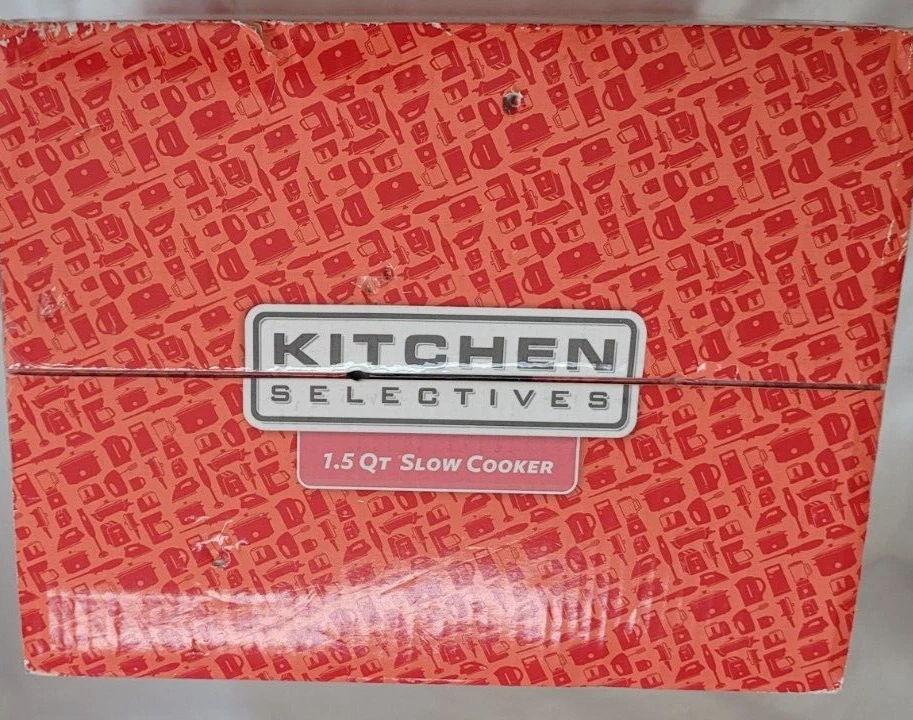 KITCHEN
SELECTIVES
1.5 QT SLOW COOKER